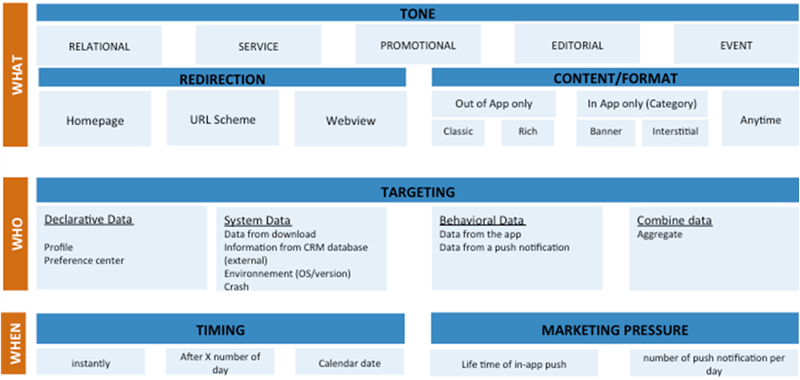 WHAT
TONE
RELATIONAL
SERVICE
PROMOTIONAL
EDITORIAL
EVENT
REDIRECTION
Homepage
URL Scheme
Webview
CONTENT/FORMAT
Out of App only
Classic
Rich
In App only (Category)
Banner
Interstitial
Anytime
WHO
TARGETING
Declarative Data
Profile
Preference center
System Data
Data from download
Information from CRM database
(external)
Environnement (OS/version)
Crash
Behavioral Data
Data from the app
Data from a push notification
Combine data
Aggregate
WHEN
TIMING
instantly
After X number of
day
Calendar date
MARKETING PRESSURE
Life time of in-app push
number of push notification per
day